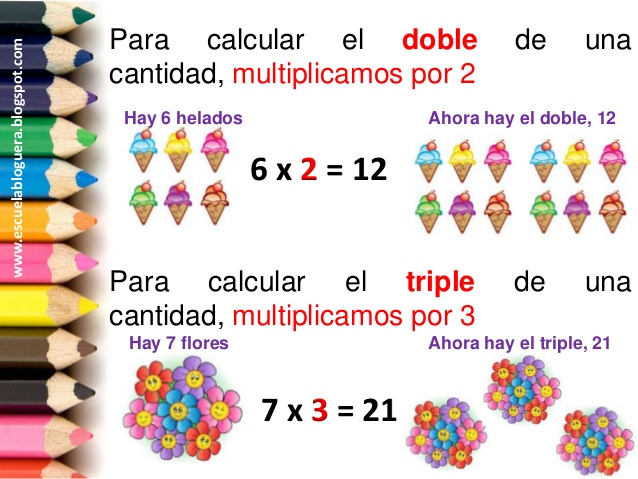 www.escuelabloguera.blogspot.com
Para calcular el doble de una
cantidad, multiplicamos por 2
Hay 6 helados
Ahora hay el doble, 12
6 x 2 = 12
Para calcular el triple de una
cantidad, multiplicamos por 3
Hay 7 flores
Ahora hay el triple, 21
7 x 3 = 21